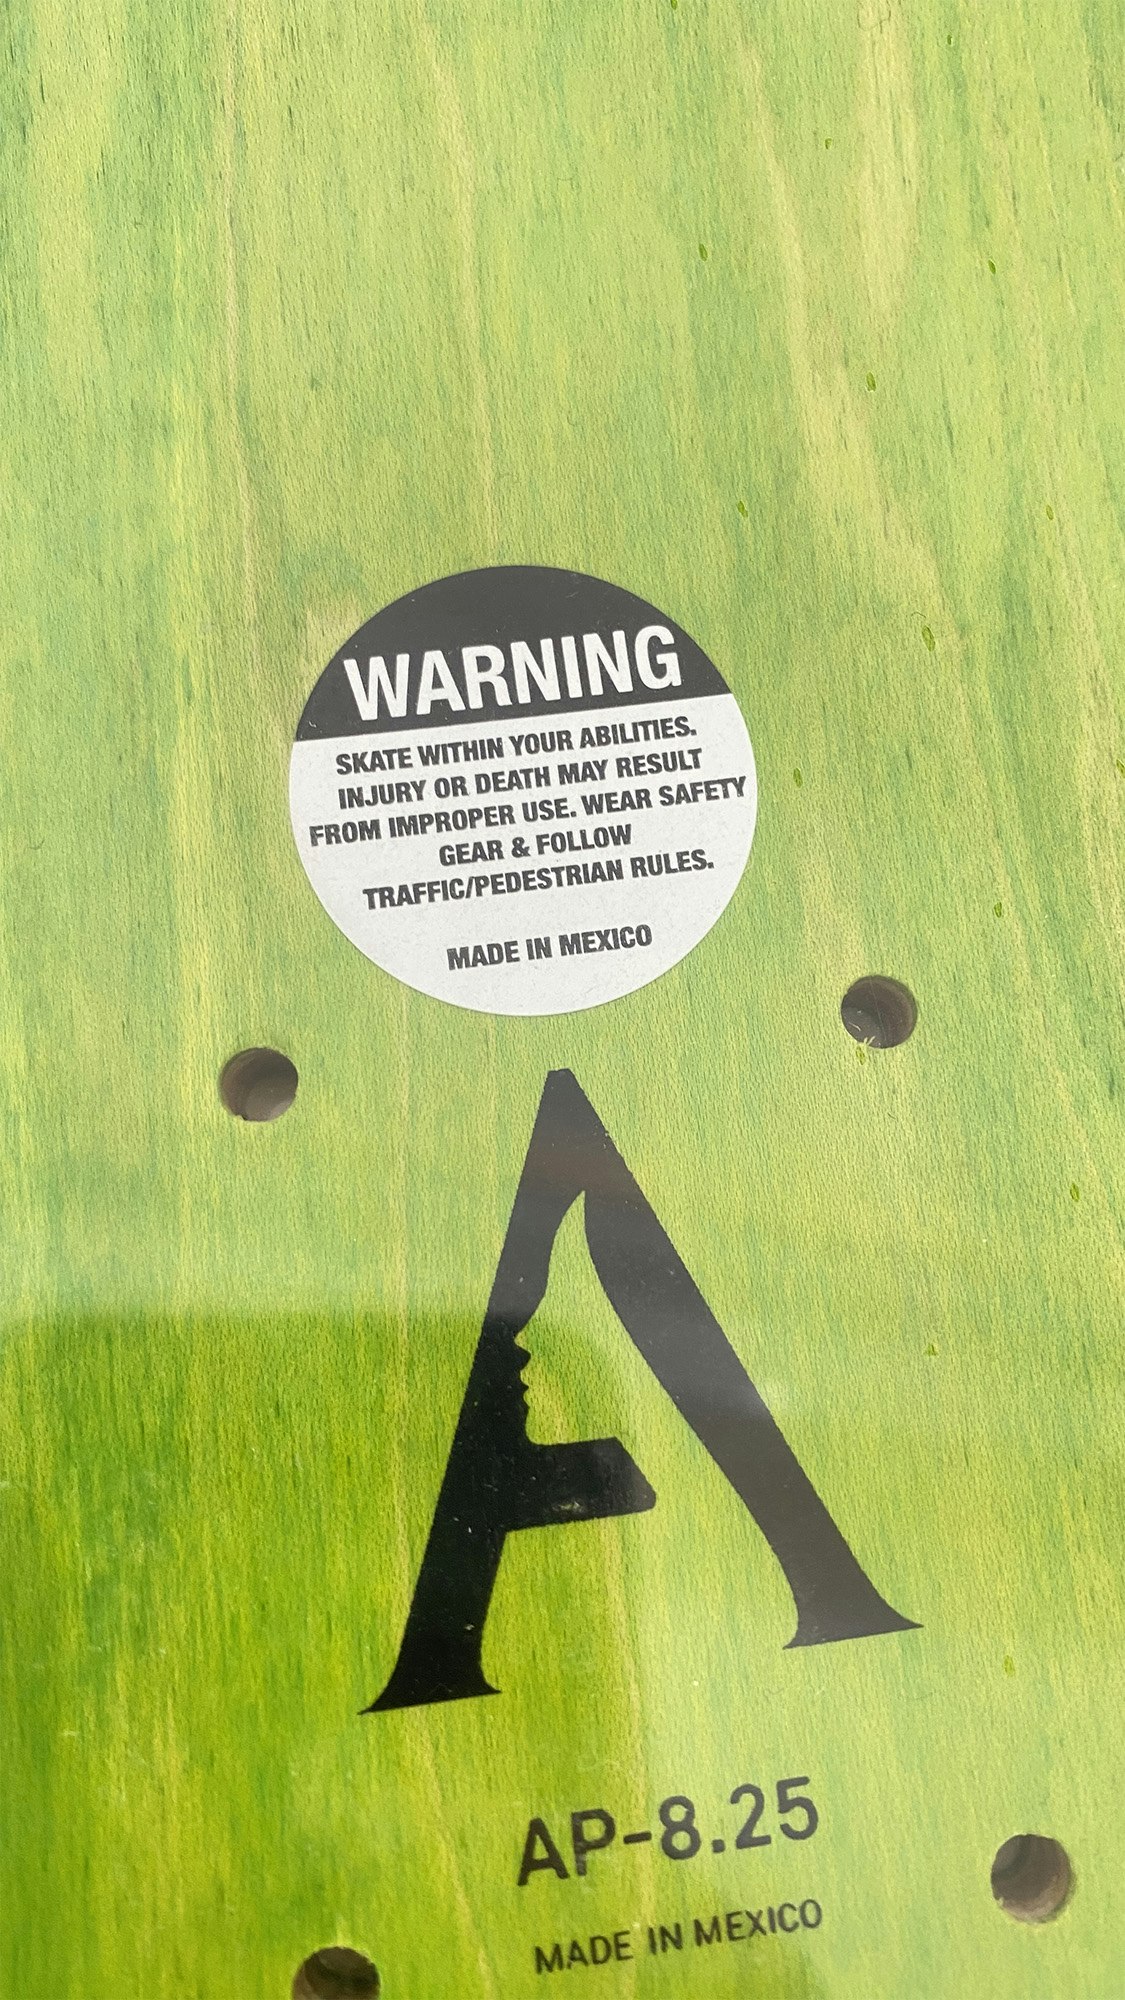 WARNING
SKATE WITHIN YOUR ABILITIES.
INJURY OR DEATH MAY RESULT
FROM IMPROPER USE. WEAR SAFETY
GEAR & FOLLOW
TRAFFIC/PEDESTRIAN RULES.
MADE IN MEXICO
A
AP-8.25
MADE IN MEXICO